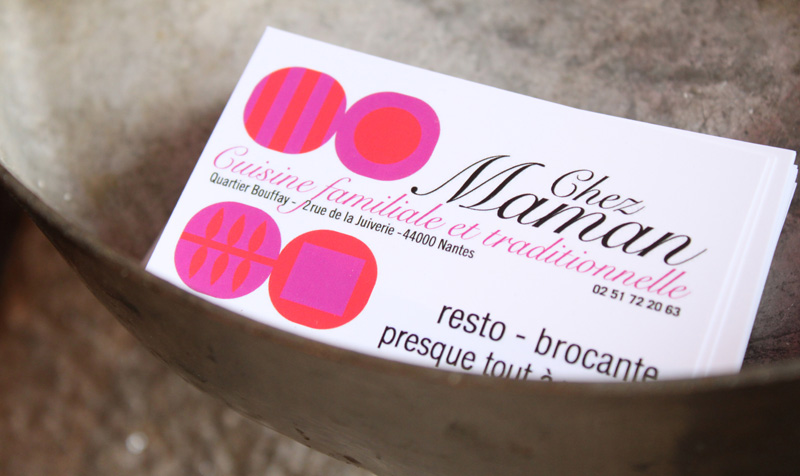 Chez
Maman
Cuisine familiale et traditionnelle
Quartier Bouffay - 2 rue de la Juiverie - 44000 Nantes
02 51 72 20 63
resto - brocante
presque tout à